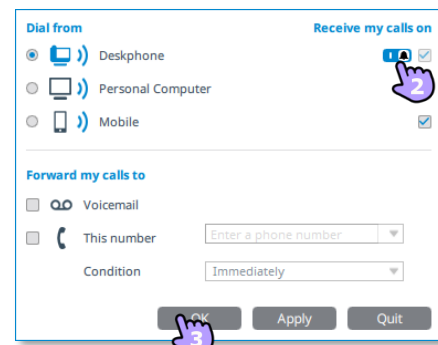 Dial from Receive my calls on
Deskphone
2
Personal Computer
Mobile
Forward my calls to
Voicemail
This number Enter a phone number
Condition Immediately
OK Apply Quit
3